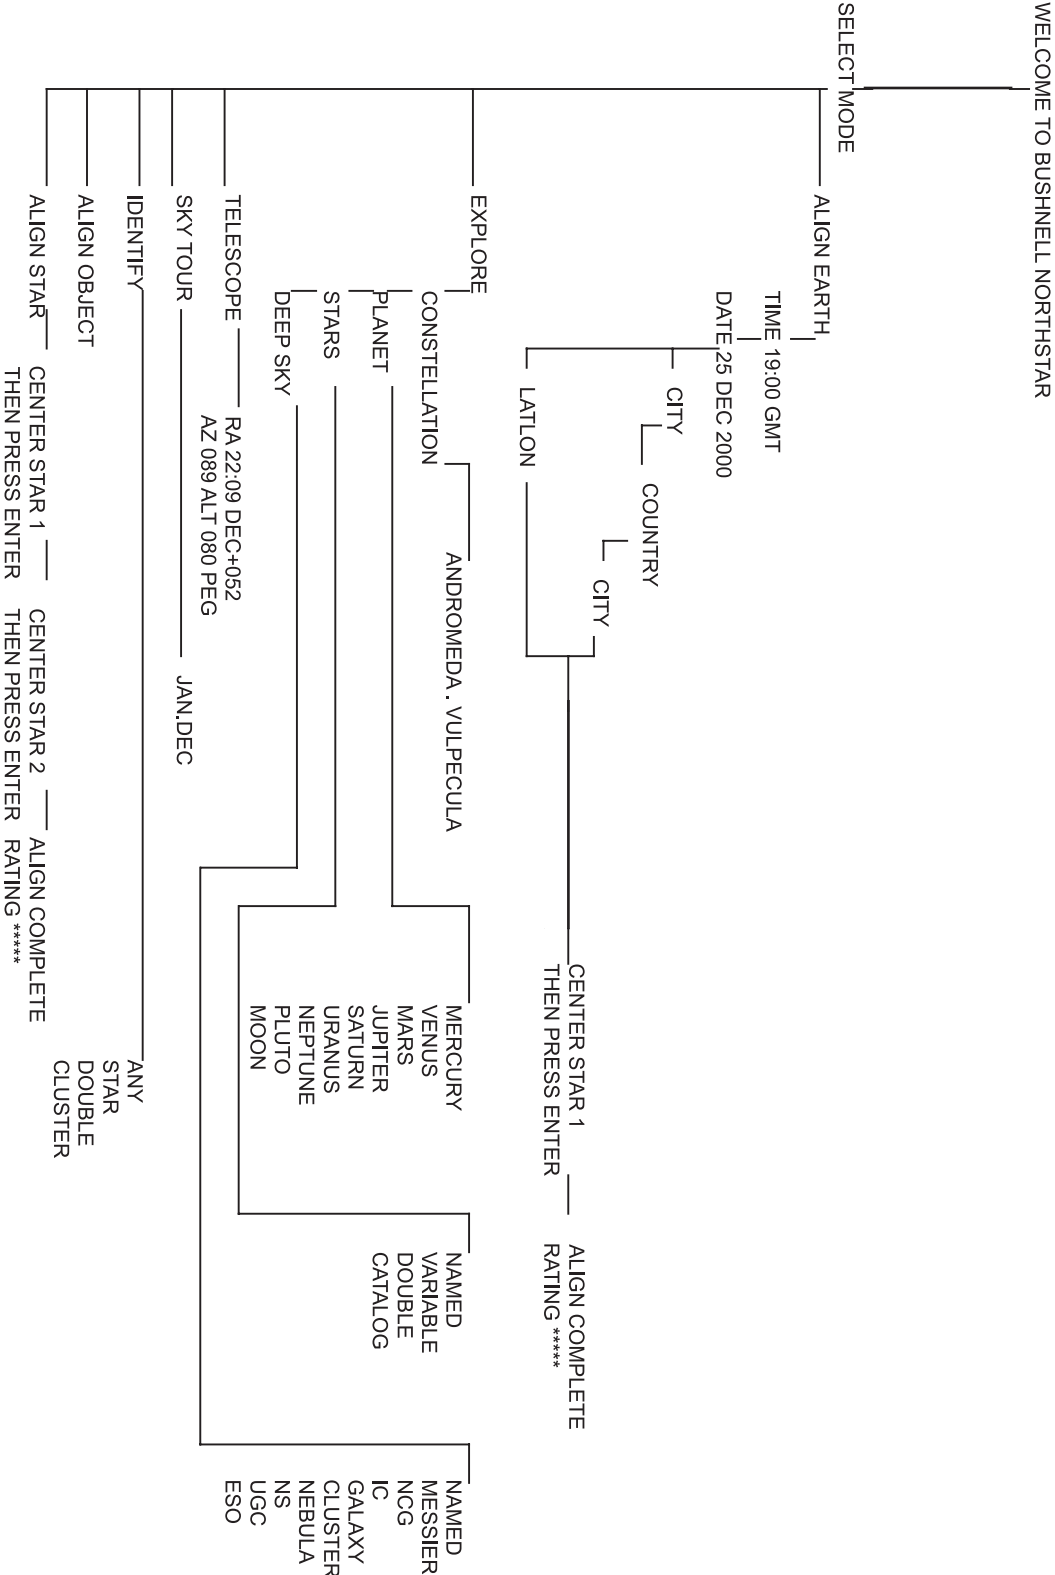 WELCOME TO BUSHNELL NORTHSTAR
SELECT MODE
ALIGN EARTH
TIME 19:00 GMT
DATE 25 DEC 2000
CITY
COUNTRY
CITY
LATLON
CENTER STAR 1
THEN PRESS ENTER
ALIGN COMPLETE
RATING *****
EXPLORE
CONSTELLATION
ANDROMEDA . VULPECULA
PLANET
MERCURY
VENUS
MARS
JUPITER
SATURN
URANUS
NEPTUNE
PLUTO
MOON
STARS
NAMED
VARIABLE
DOUBLE
CATALOG
DEEP SKY
NAMED
MESSIER
NCG
IC
GALAXY
CLUSTER
NEBULA
NS
UGC
ESO
TELESCOPE
RA 22:09 DEC+052
AZ 089 ALT 080 PEG
SKY TOUR
JAN.DEC
IDENTIFY
ANY
STAR
DOUBLE
CLUSTER
ALIGN OBJECT
ALIGN STAR
CENTER STAR 1
THEN PRESS ENTER
CENTER STAR 2
THEN PRESS ENTER
ALIGN COMPLETE
RATING *****